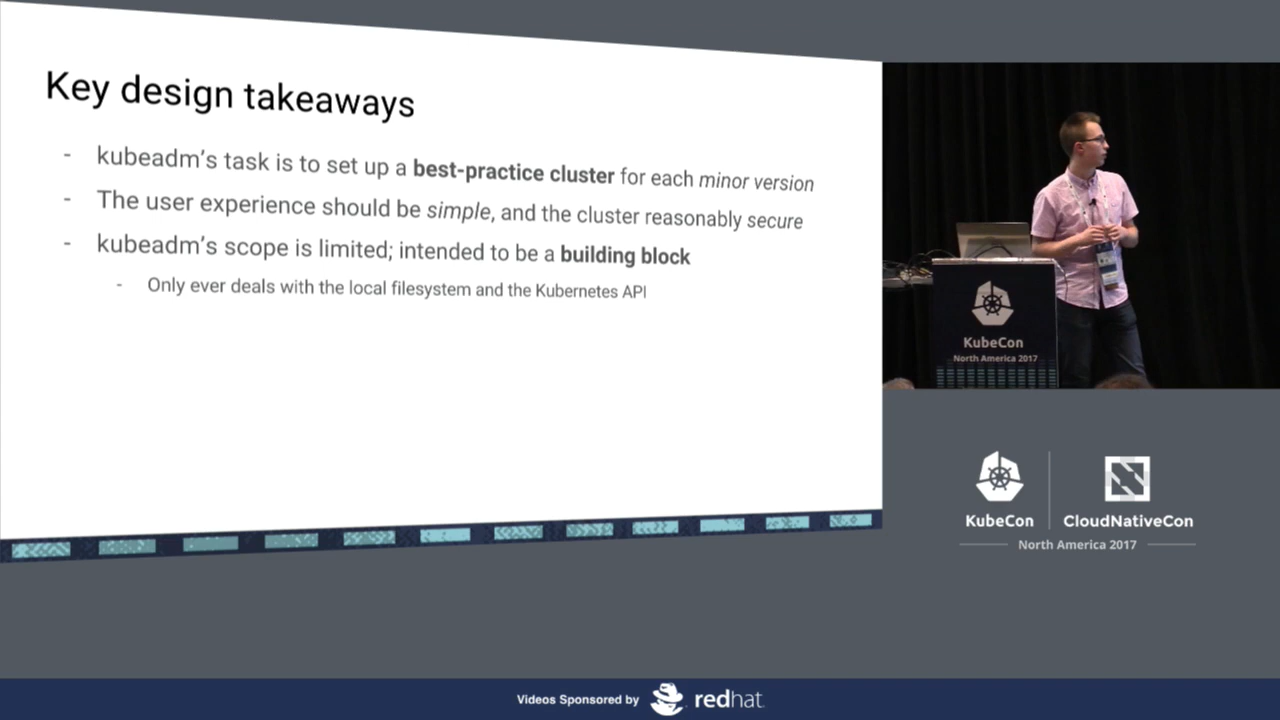 Key design takeaways
- kubeadm's task is to set up a best-practice cluster for each minor version
- The user experience should be simple, and the cluster reasonably secure
- kubeadm's scope is limited; intended to be a building block
- Only ever deals with the local filesystem and the Kubernetes API
KubeCon
North America 2017
KubeCon
CloudNativeCon
North America 2017
Videos Sponsored by
redhat